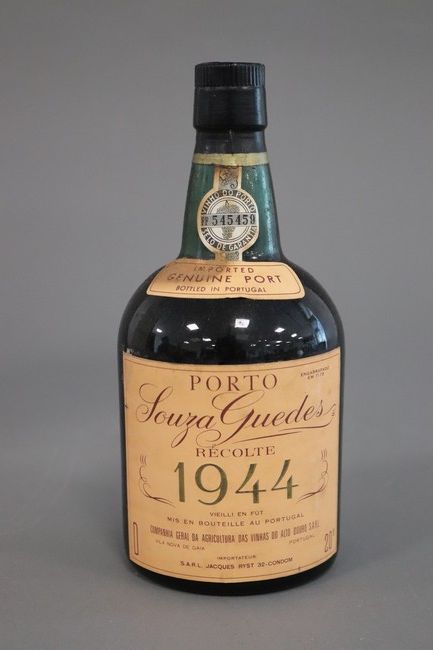 VINHO DO PORTO
545459
SELO DE GARANTIA
IMPORTED
GENUINE PORT
BOTTLED IN PORTUGAL
ENGARRAFADO
PORTO
Souza Guedes
RÉCOLTE
1944
VIEILLI EN FÛT
MIS EN BOUTEILLE AU PORTUGAL
COMPANHIA GERAL DA AGRICULTURA DAS VINHAS DO ALTO DOURO SARL
VILA NOVA DE GAIA PORTUGAL
20°
IMPORTATEUR:
S.A.R.L. JACQUES RYST 32-CONDOM